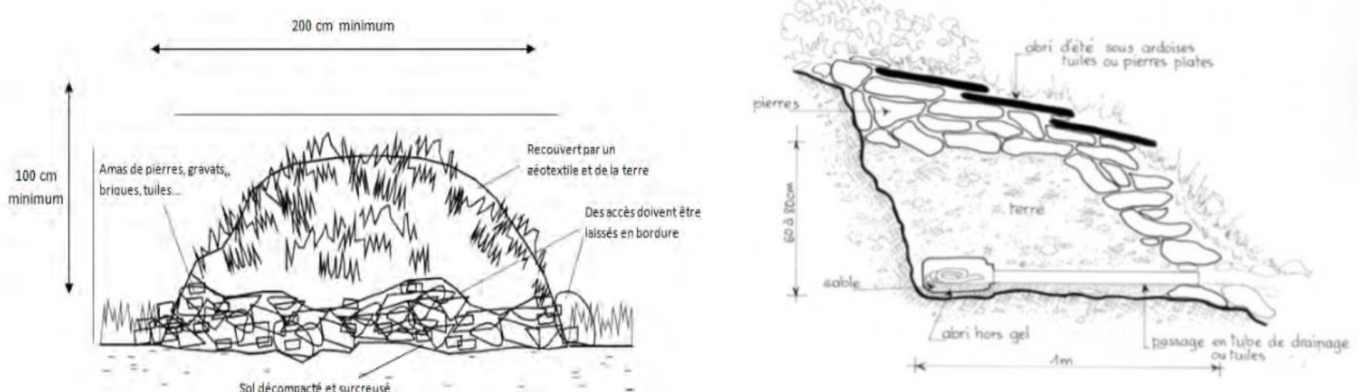 200 cm minimum
100 cm
minimum
Amas de pierres, gravats,
briques, tuiles...
Recouvert par un
géotextile et de la terre
Des accès doivent être
laissés en bordure
Sol décompacté et surcreusé
abri d'été sous ardoises
tuiles ou pierres plates
pierres
60 à 80cm
terre
sable
abri hors gel
1m
passage en tube de drainage
ou tuiles